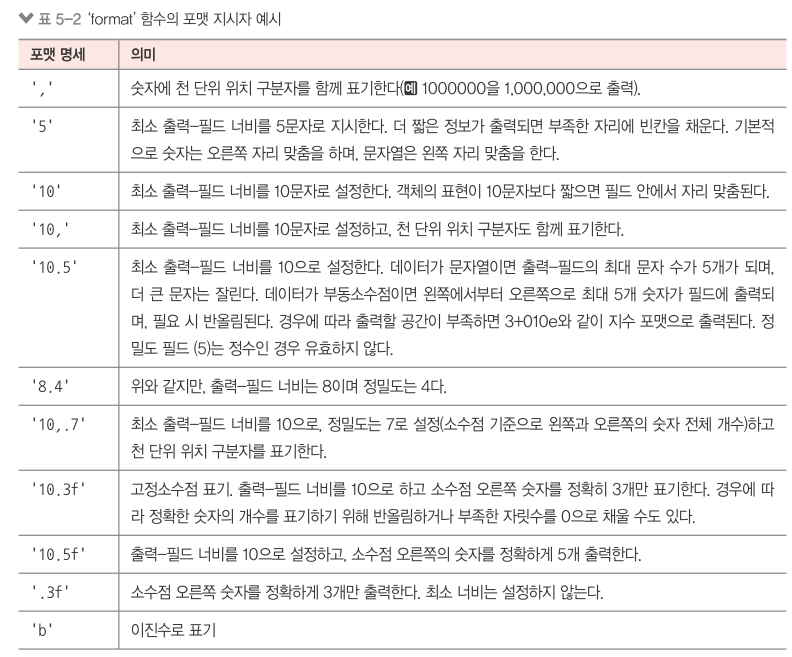 표 5-2 'format' 함수의 포맷 지시자 예시
포맷 명세 의미
',' 숫자에 천 단위 위치 구분자를 함께 표기한다(예 1000000을 1,000,000으로 출력).
'5' 최소 출력-필드 너비를 5문자로 지시한다. 더 짧은 정보가 출력되면 부족한 자리에 빈칸을 채운다. 기본적
으로 숫자는 오른쪽 자리 맞춤을 하며, 문자열은 왼쪽 자리 맞춤을 한다.
'10' 최소 출력-필드 너비를 10문자로 설정한다. 객체의 표현이 10문자보다 짧으면 필드 안에서 자리 맞춤된다.
'10,' 최소 출력-필드 너비를 10문자로 설정하고, 천 단위 위치 구분자도 함께 표기한다.
'10.5' 최소 출력-필드 너비를 10으로 설정한다. 데이터가 문자열이면 출력-필드의 최대 문자 수가 5개가 되며,
더 큰 문자는 잘린다. 데이터가 부동소수점이면 왼쪽에서부터 오른쪽으로 최대 5개 숫자가 필드에 출력되
며, 필요 시 반올림된다. 경우에 따라 출력할 공간이 부족하면 3+010e와 같이 지수 포맷으로 출력된다. 정
밀도 필드 (5)는 정수인 경우 유효하지 않다.
'8.4' 위와 같지만, 출력-필드 너비는 8이며 정밀도는 4다.
'10,.7' 최소 출력-필드 너비를 10으로, 정밀도는 7로 설정(소수점 기준으로 왼쪽과 오른쪽의 숫자 전체 개수)하고
천 단위 위치 구분자를 표기한다.
'10.3f' 고정소수점 표기. 출력-필드 너비를 10으로 하고 소수점 오른쪽 숫자를 정확히 3개만 표기한다. 경우에 따
라 정확한 숫자의 개수를 표기하기 위해 반올림하거나 부족한 자릿수를 0으로 채울 수도 있다.
'10.5f' 출력-필드 너비를 10으로 설정하고, 소수점 오른쪽의 숫자를 정확하게 5개 출력한다.
'.3f' 소수점 오른쪽 숫자를 정확하게 3개만 출력한다. 최소 너비는 설정하지 않는다.
'b' 이진수로 표기